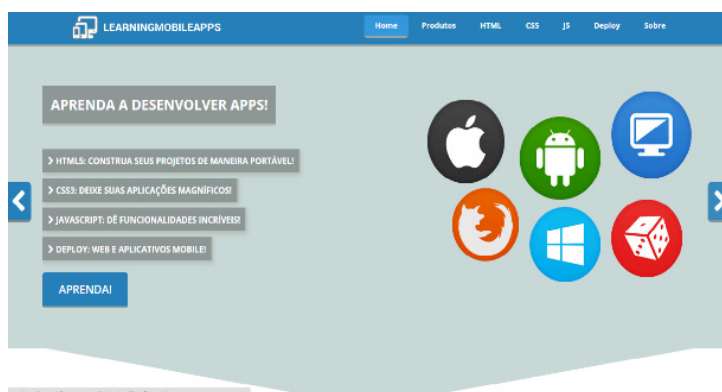 LEARNINGMOBILEAPPS
Home Produtos HTML CSS JS Deploy Sobre
APRENDA A DESENVOLVER APPS!
HTML5: CONSTRUA SEUS PROJETOS DE MANEIRA PORTÁVEL!
CSS3: DEIXE SUAS APLICAÇÕES MAGNÍFICOS!
JAVASCRIPT: DÊ FUNCIONALIDADES INCRÍVEIS!
DEPLOY: WEB E APLICATIVOS MOBILE!
APRENDA!